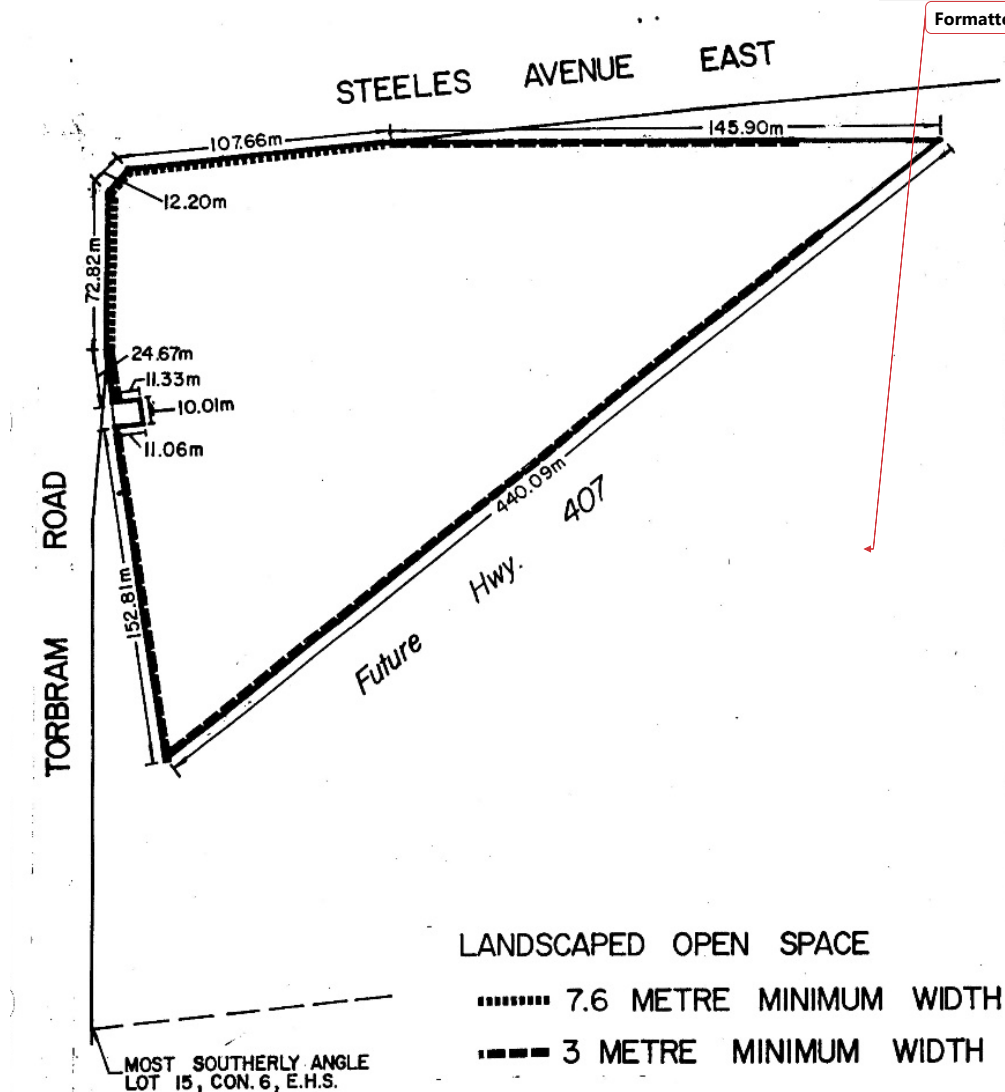 Formatte
STEELES AVENUE EAST
107.66m
145.90m
12.20m
72.82m
24.67m
11.33m
10.01m
11.06m
440.09m
152.81m
TORBRAM ROAD
Future Hwy. 407
LANDSCAPED OPEN SPACE
7.6 METRE MINIMUM WIDTH
3 METRE MINIMUM WIDTH
MOST SOUTHERLY ANGLE
LOT 15, CON. 6, E.H.S.